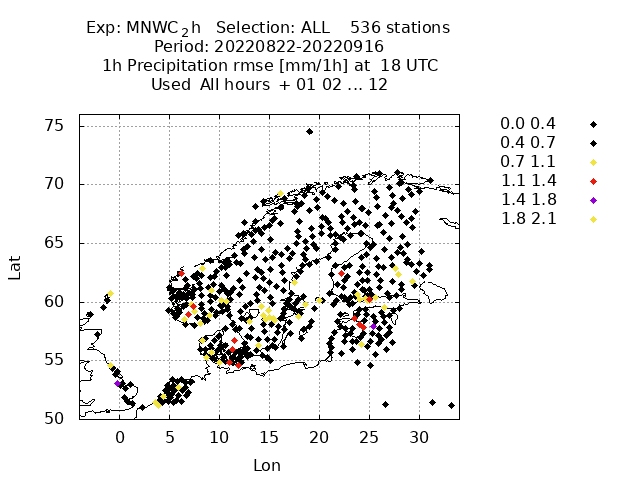 Exp: MNWC_2h   Selection: ALL    536 stations
Period: 20220822-20220916
1h Precipitation rmse [mm/1h] at  18 UTC
Used  All hours  + 01 02 ... 12
0.0 0.4
0.4 0.7
0.7 1.1
1.1 1.4
1.4 1.8
1.8 2.1
75
70
65
60
55
50
Lat
0 5 10 15 20 25 30
Lon